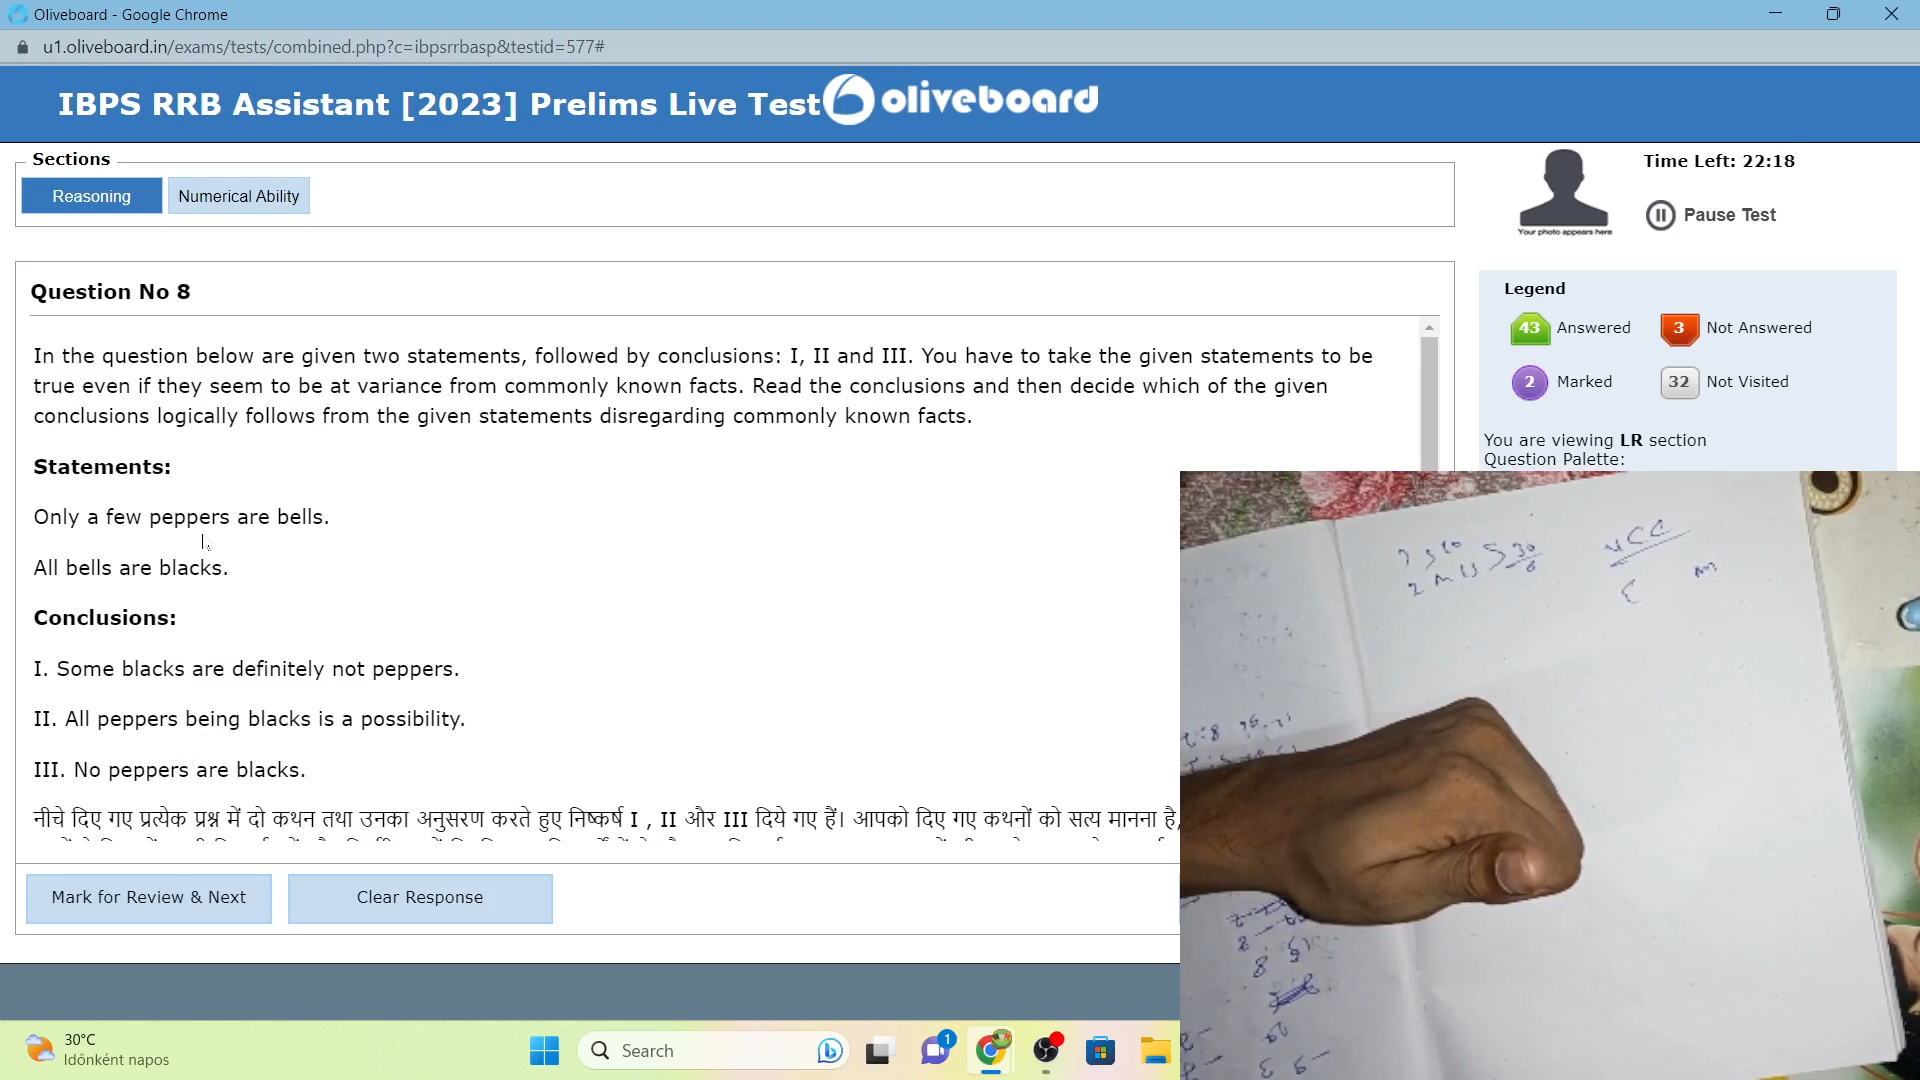 Oliveboard - Google Chrome
u1.oliveboard.in/exams/tests/combined.php?c=ibpsrrbasp&testid=577#
IBPS RRB Assistant [2023] Prelims Live Test oliveboard
Sections
Reasoning
Numerical Ability
Your photo appears here
Time Left: 22:18
Pause Test
Question No 8
In the question below are given two statements, followed by conclusions: I, II and III. You have to take the given statements to be
true even if they seem to be at variance from commonly known facts. Read the conclusions and then decide which of the given
conclusions logically follows from the given statements disregarding commonly known facts.
Statements:
Only a few peppers are bells.
All bells are blacks.
Conclusions:
I. Some blacks are definitely not peppers.
II. All peppers being blacks is a possibility.
III. No peppers are blacks.
नीचे दिए गए प्रत्येक प्रश्न में दो कथन तथा उनका अनुसरण करते हुए निष्कर्ष I , II और III दिये गए हैं। आपको दिए गए कथनों को सत्य मानना है,
Mark for Review & Next
Clear Response
Legend
43 Answered
3 Not Answered
2 Marked
32 Not Visited
You are viewing LR section
Question Palette:
30°C
Időnként napos
Search
1